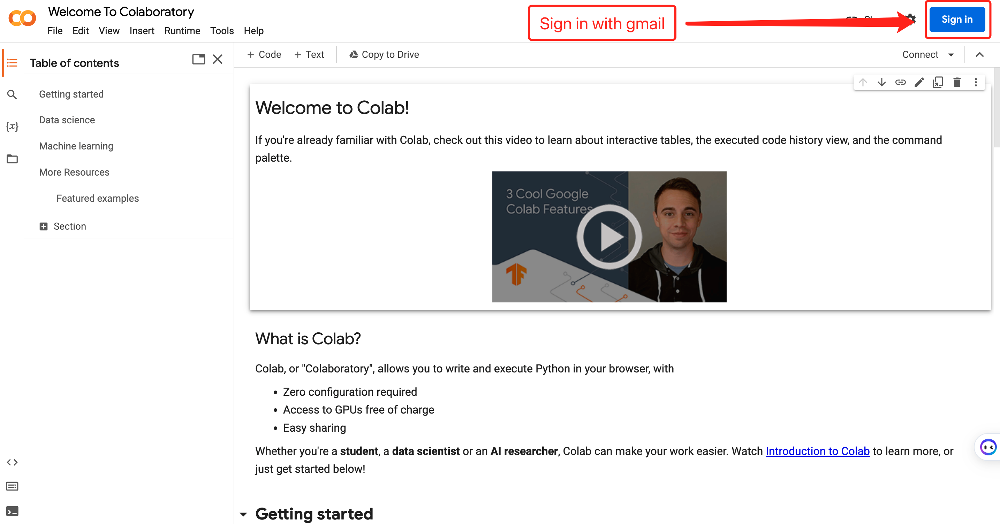 Welcome To Colaboratory
File Edit View Insert Runtime Tools Help
Sign in with gmail
Sign in
Table of contents
Getting started
Data science
Machine learning
More Resources
Featured examples
Section
+ Code + Text Copy to Drive
Connect
Welcome to Colab!
If you're already familiar with Colab, check out this video to learn about interactive tables, the executed code history view, and the command
palette.
3 Cool Google
Colab Features
What is Colab?
Colab, or "Colaboratory", allows you to write and execute Python in your browser, with
• Zero configuration required
• Access to GPUs free of charge
• Easy sharing
Whether you're a student, a data scientist or an AI researcher, Colab can make your work easier. Watch Introduction to Colab to learn more, or
just get started below!
Getting started